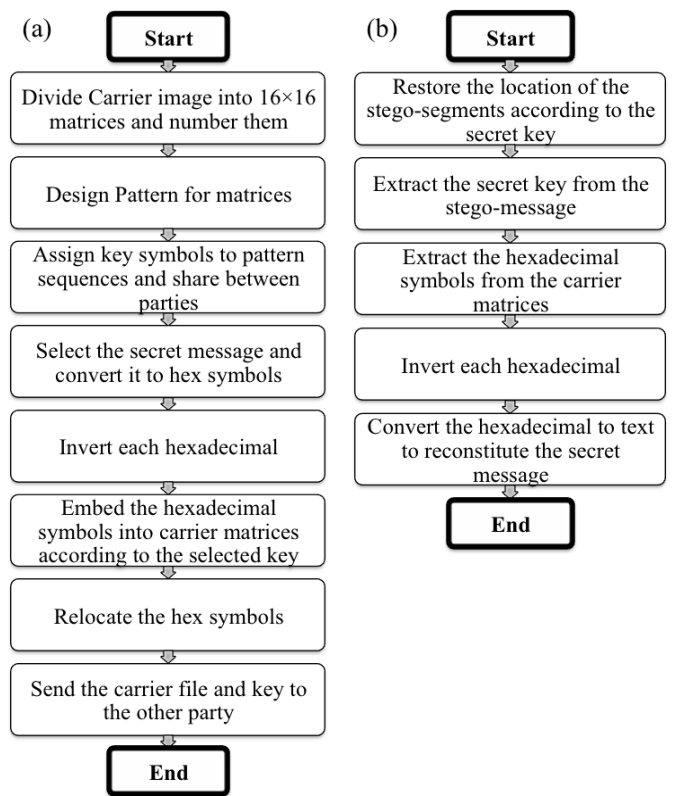 (a)
Start
Divide Carrier image into 16×16
matrices and number them
Design Pattern for matrices
Assign key symbols to pattern
sequences and share between
parties
Select the secret message and
convert it to hex symbols
Invert each hexadecimal
Embed the hexadecimal
symbols into carrier matrices
according to the selected key
Relocate the hex symbols
Send the carrier file and key to
the other party
End
(b)
Start
Restore the location of the
stego-segments according to the
secret key
Extract the secret key from the
stego-message
Extract the hexadecimal
symbols from the carrier
matrices
Invert each hexadecimal
Convert the hexadecimal to text
to reconstitute the secret
message
End